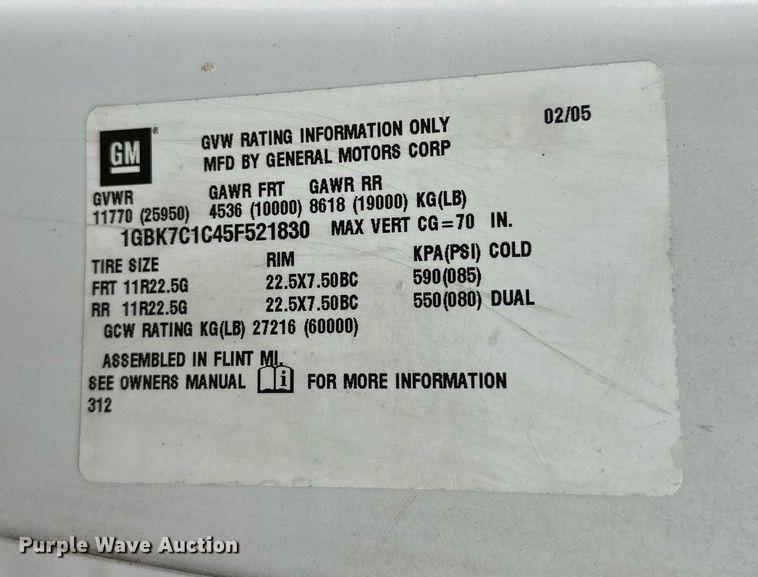 02/05
GM ®
GVW RATING INFORMATION ONLY
MFD BY GENERAL MOTORS CORP
GVWR GAWR FRT GAWR RR
11770 (25950) 4536 (10000) 8618 (19000) KG(LB)
1GBK7C1C45F521830 MAX VERT CG=70 IN.
TIRE SIZE RIM KPA(PSI) COLD
FRT 11R22.5G 22.5X7.50BC 590(085)
RR 11R22.5G 22.5X7.50BC 550(080) DUAL
GCW RATING KG(LB) 27216 (60000)
ASSEMBLED IN FLINT MI.
SEE OWNERS MANUAL i FOR MORE INFORMATION
312
Purple Wave Auction